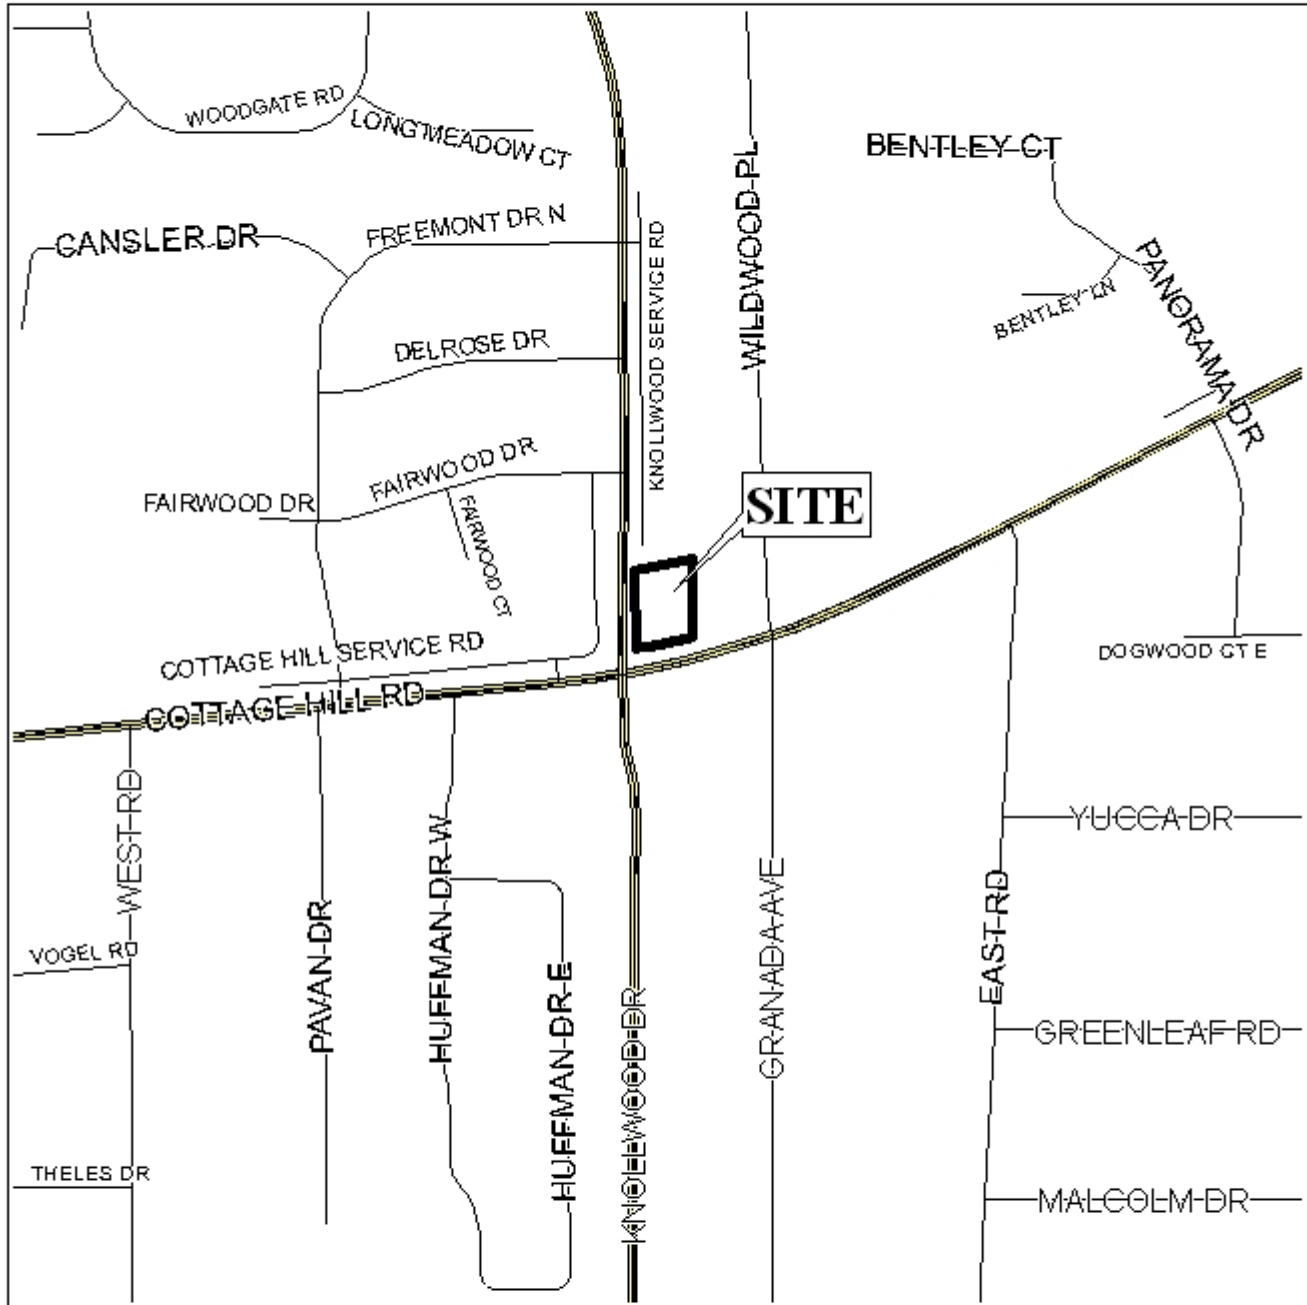 WOODGATE RD
LONG MEADOW CT
BENTLEY CT
CANSLER DR
FREEMONT DR N
WILDWOOD PL
KNOLLWOOD SERVICE RD
PANORAMA DR
BENTLEY LN
DELROSE DR
FAIRWOOD DR
FAIRWOOD DR
FAIRWOOD CT
SITE
COTTAGE HILL SERVICE RD
COTTAGE HILL RD
DOGWOOD CT E
WEST RD
YUCCA DR
HUFFMAN DR W
GRANADA AVE
PAVAN DR
EAST RD
VOGEL RD
HUFFMAN DR E
KNOLLWOOD DR
GREENLEAF RD
THELES DR
MALCOLM DR